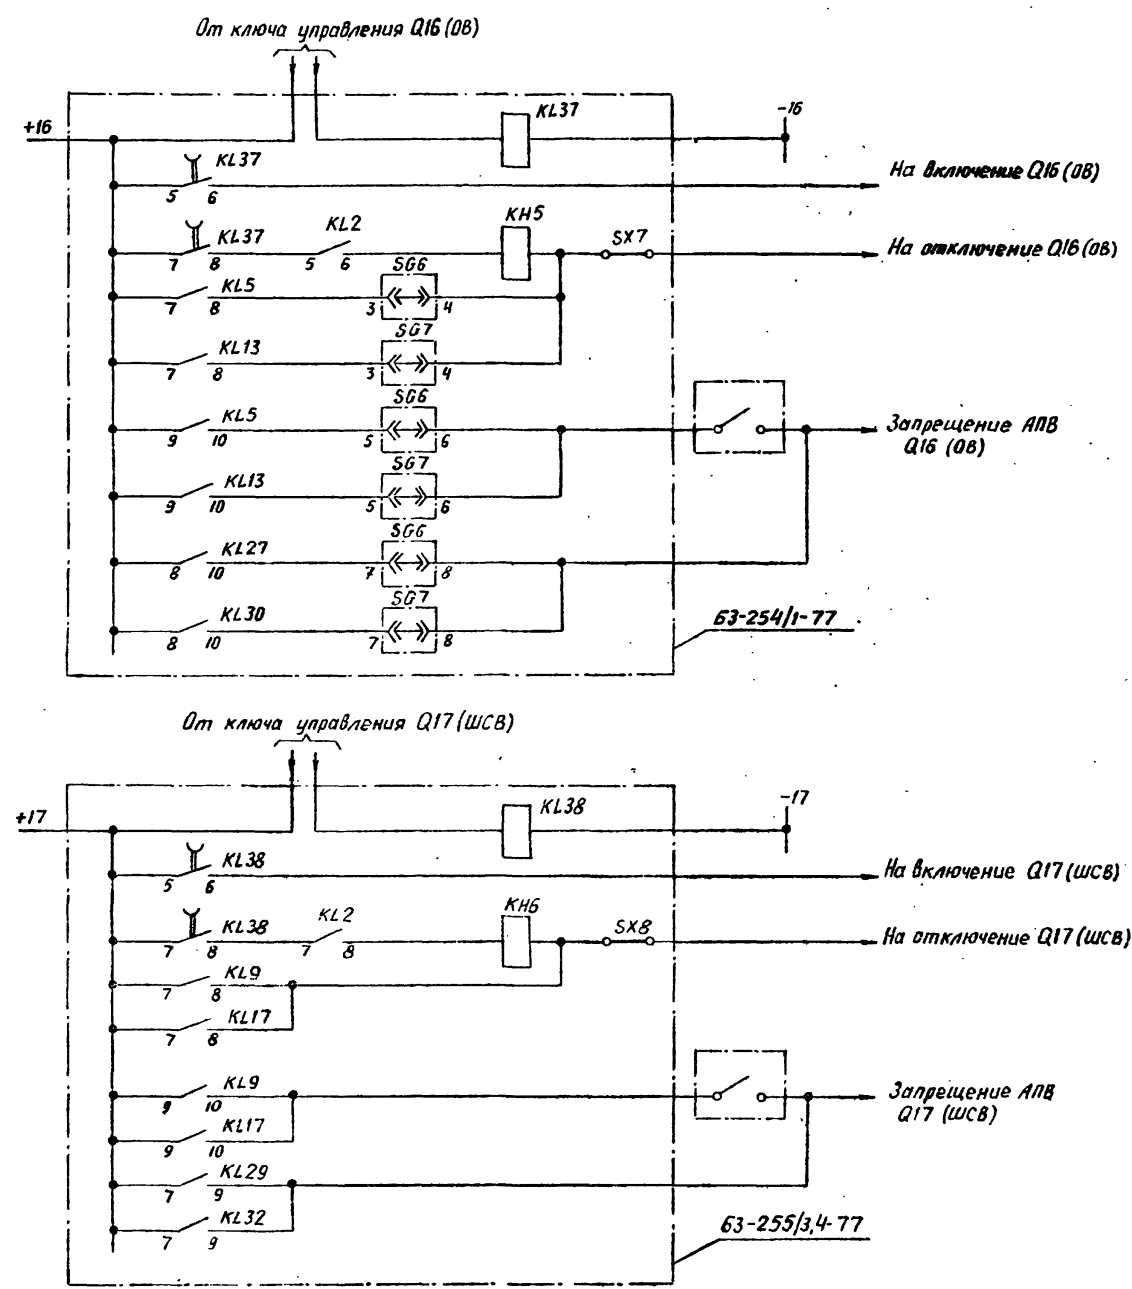 От ключа управления Q16 (ОВ)
+16
KL37
-16
KL37
5 6
На включение Q16 (ОВ)
KL37
7 8
KL2
5 6
KH5
SX7
На отключение Q16 (ОВ)
KL5
7 8
SG6
3 4
KL13
7 8
SG7
3 4
KL5
9 10
SG6
5 6
Запрещение АПВ
Q16 (ОВ)
KL13
9 10
SG7
5 6
KL27
8 10
SG6
7 8
KL30
8 10
SG7
7 8
Б3-254/1-77
От ключа управления Q17 (ШСВ)
+17
KL38
-17
KL38
5 6
На включение Q17 (ШСВ)
KL38
7 8
KL2
7 8
KH6
SX8
На отключение Q17 (ШСВ)
KL9
7 8
KL17
7 8
KL9
9 10
Запрещение АПВ
Q17 (ШСВ)
KL17
9 10
KL29
7 9
KL32
7 9
Б3-255/3,4-77